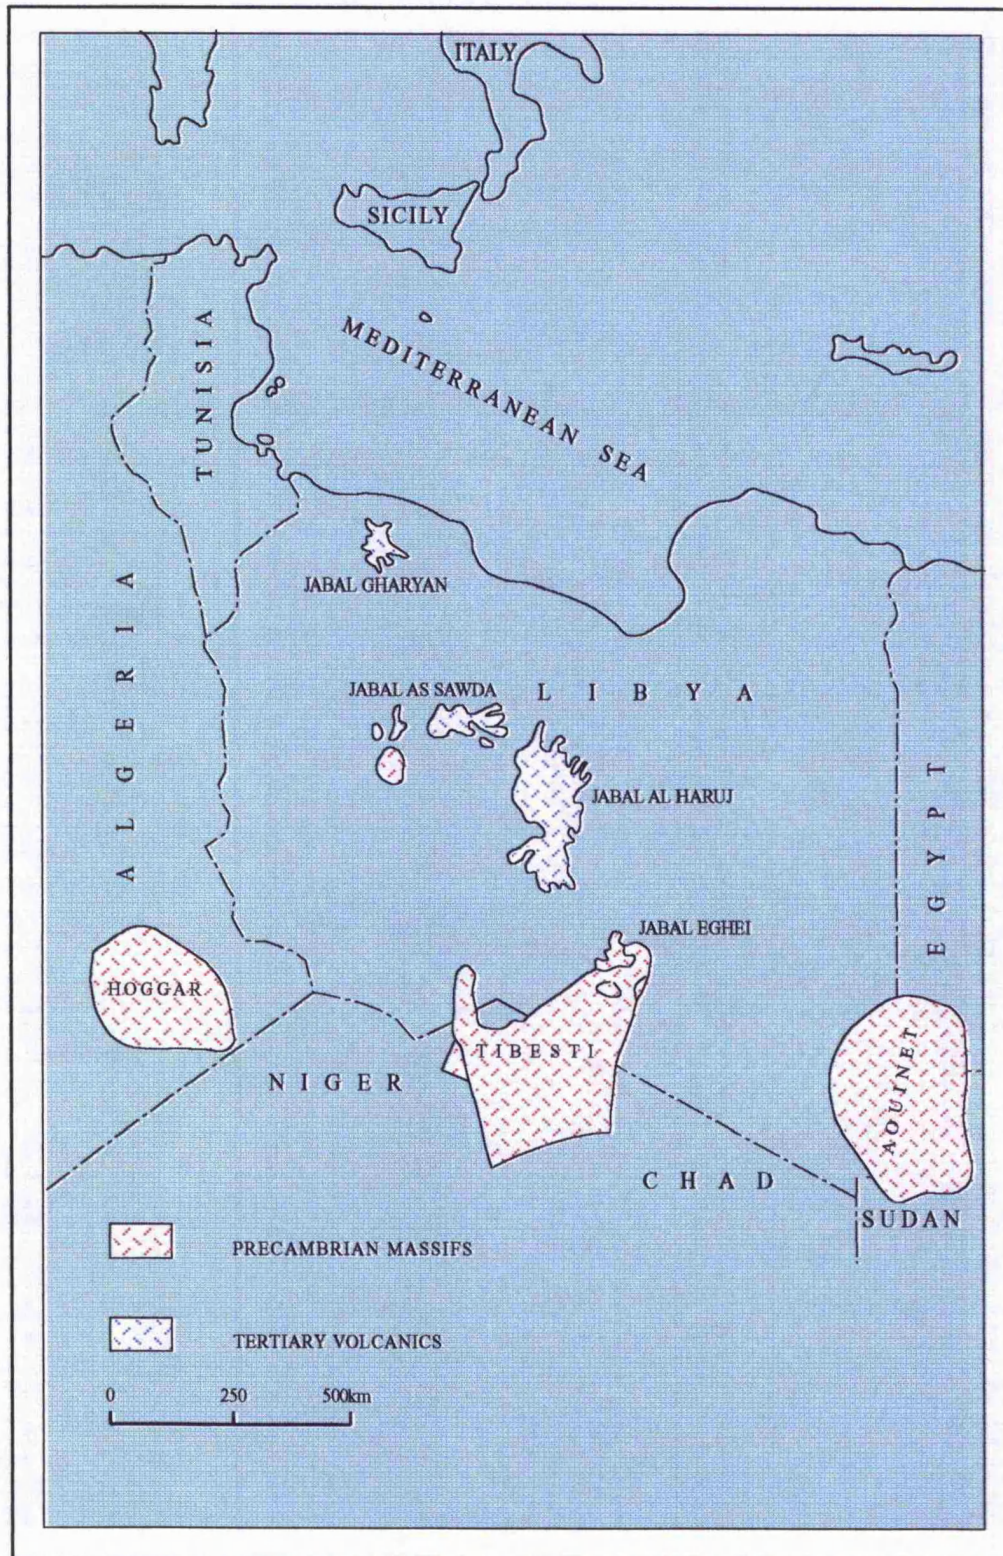 ITALY
SICILY
TUNISIA
MEDITERRANEAN SEA
JABAL GHARYAN
ALGERIA
JABAL AS SAWDA
LIBYA
JABAL AL HARUJ
EGYPT
JABAL EGHEI
HOGGAR
TIBESTI
NIGER
AOUINET
CHAD
SUDAN
PRECAMBRIAN MASSIFS
TERTIARY VOLCANICS
0 250 500km